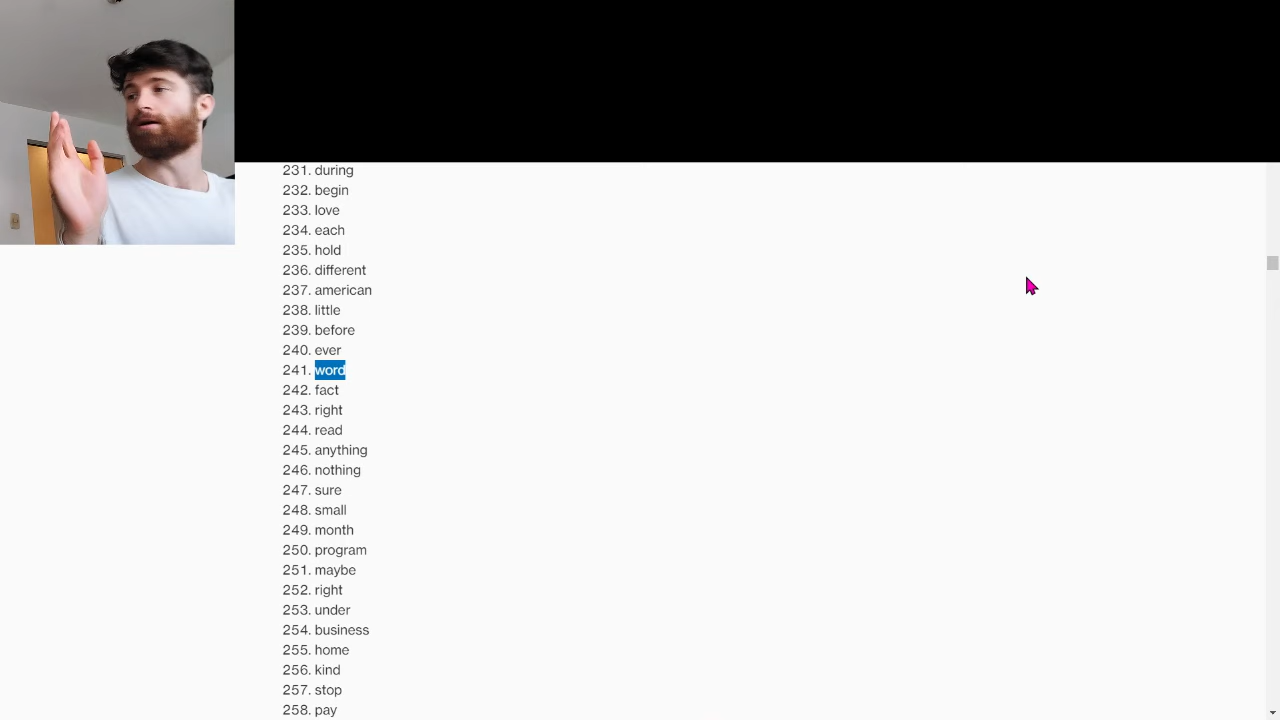 231. during
232. begin
233. love
234. each
235. hold
236. different
237. american
238. little
239. before
240. ever
241. word
242. fact
243. right
244. read
245. anything
246. nothing
247. sure
248. small
249. month
250. program
251. maybe
252. right
253. under
254. business
255. home
256. kind
257. stop
258. pay